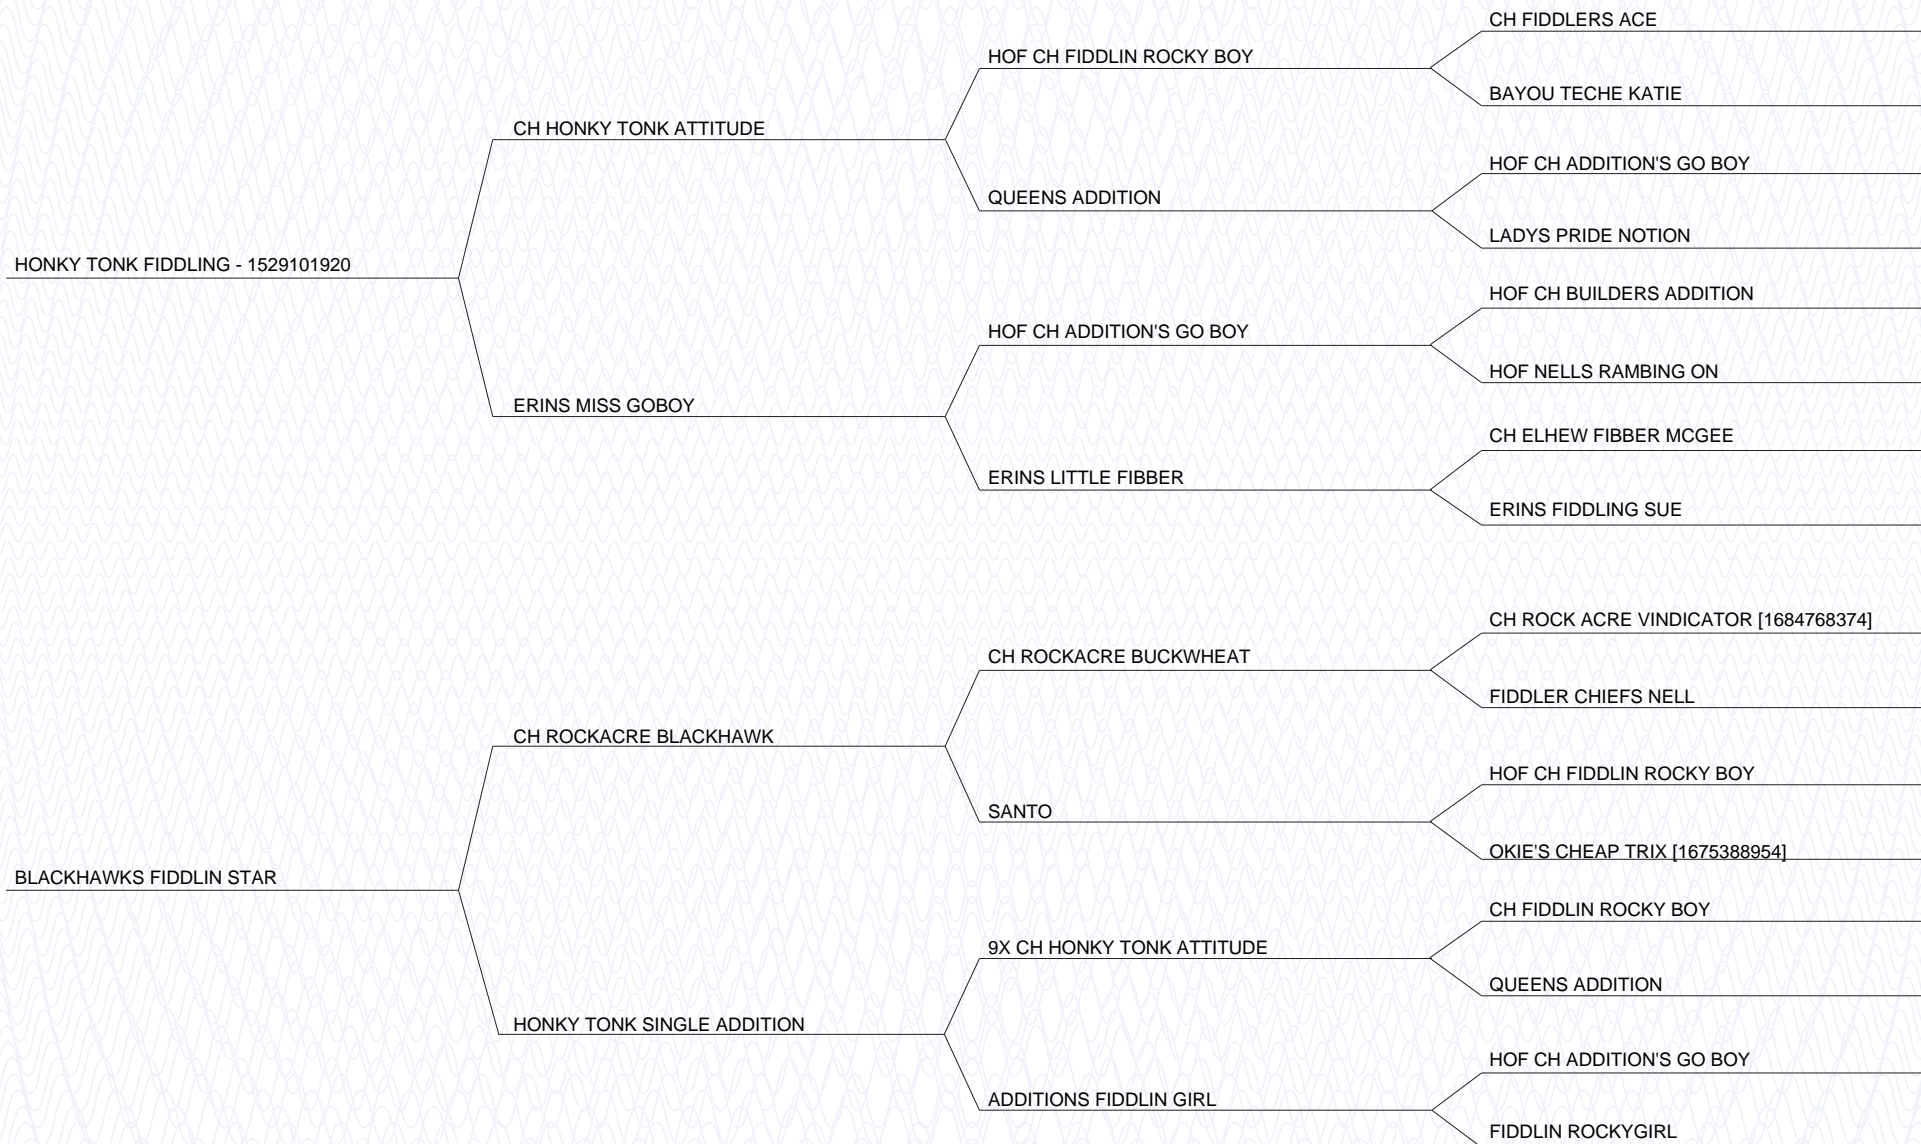 CH FIDDLERS ACE
HOF CH FIDDLIN ROCKY BOY
BAYOU TECHE KATIE
CH HONKY TONK ATTITUDE
HOF CH ADDITION'S GO BOY
QUEENS ADDITION
LADYS PRIDE NOTION
HONKY TONK FIDDLING - 1529101920
HOF CH BUILDERS ADDITION
HOF CH ADDITION'S GO BOY
HOF NELLS RAMBING ON
ERINS MISS GOBOY
CH ELHEW FIBBER MCGEE
ERINS LITTLE FIBBER
ERINS FIDDLING SUE
CH ROCK ACRE VINDICATOR [1684768374]
CH ROCKACRE BUCKWHEAT
FIDDLER CHIEFS NELL
CH ROCKACRE BLACKHAWK
HOF CH FIDDLIN ROCKY BOY
SANTO
OKIE'S CHEAP TRIX [1675388954]
BLACKHAWKS FIDDLIN STAR
CH FIDDLIN ROCKY BOY
9X CH HONKY TONK ATTITUDE
QUEENS ADDITION
HONKY TONK SINGLE ADDITION
HOF CH ADDITION'S GO BOY
ADDITIONS FIDDLIN GIRL
FIDDLIN ROCKYGIRL